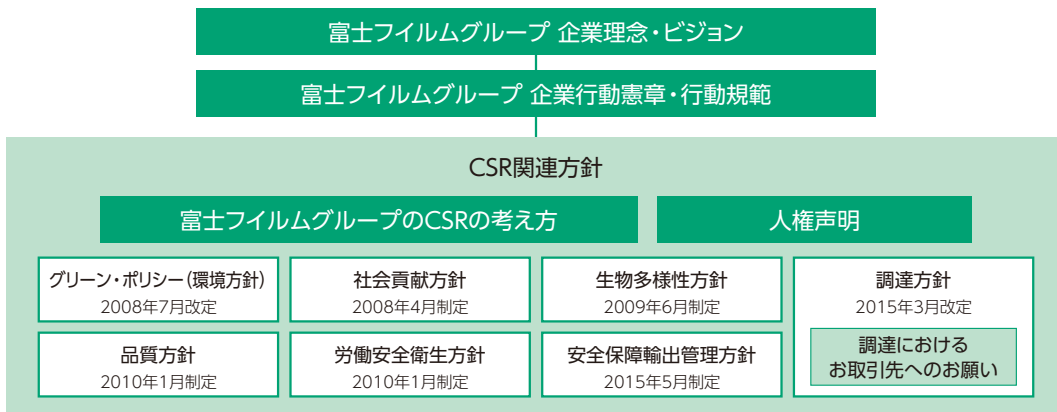 富士フイルムグループ 企業理念・ビジョン
富士フイルムグループ 企業行動憲章・行動規範
CSR関連方針
富士フイルムグループのCSRの考え方
人権声明
グリーン・ポリシー（環境方針）
2008年7月改定
社会貢献方針
2008年4月制定
生物多様性方針
2009年6月制定
調達方針
2015年3月改定
調達における
お取引先へのお願い
品質方針
2010年1月制定
労働安全衛生方針
2010年1月制定
安全保障輸出管理方針
2015年5月制定